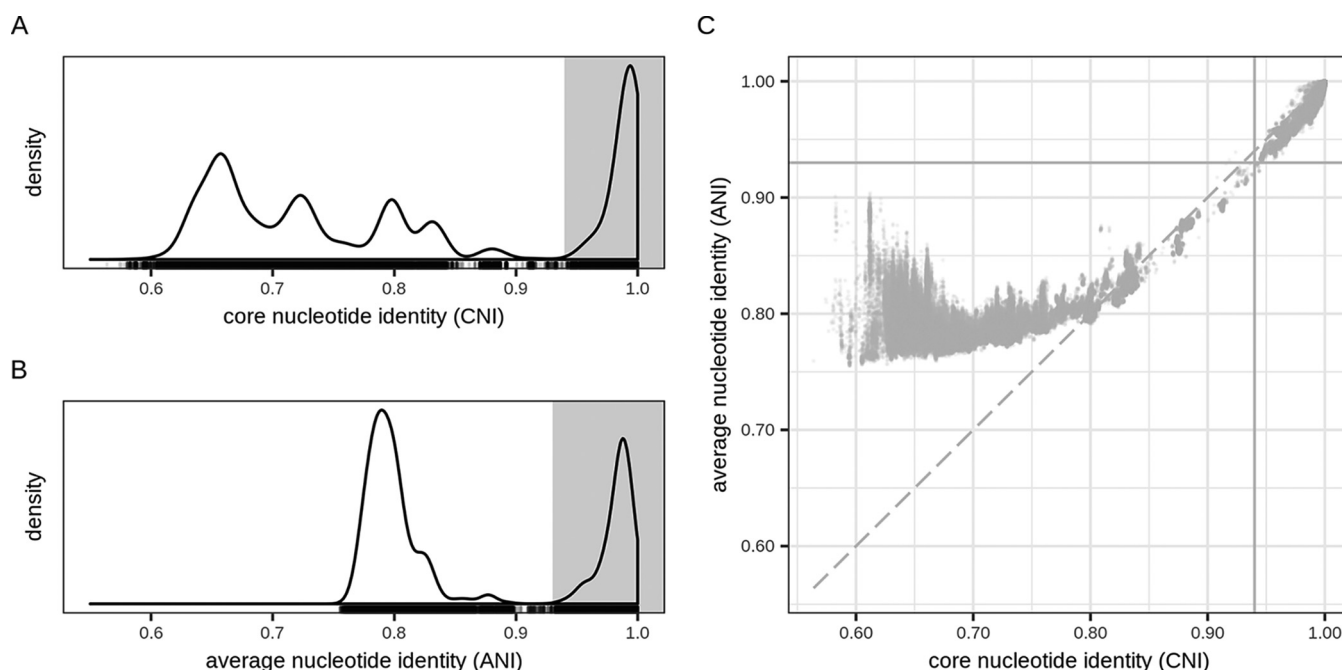 A
density
0.6 0.7 0.8 0.9 1.0
core nucleotide identity (CNI)
B
density
0.6 0.7 0.8 0.9 1.0
average nucleotide identity (ANI)
C
average nucleotide identity (ANI)
1.00
0.90
0.80
0.70
0.60
0.60 0.70 0.80 0.90 1.00
core nucleotide identity (CNI)